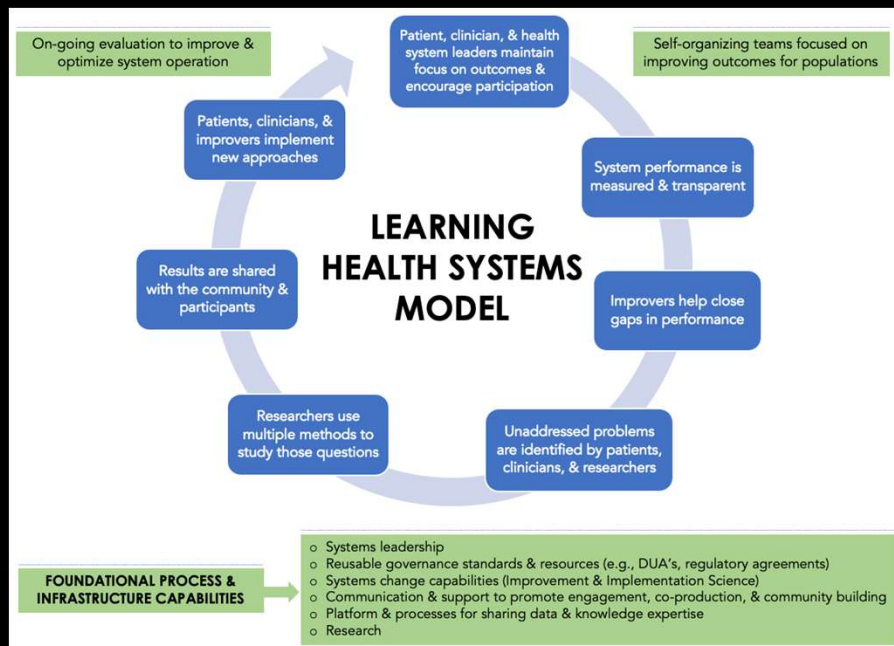 On-going evaluation to improve &
optimize system operation
Patient, clinician, & health
system leaders maintain
focus on outcomes &
encourage participation
Self-organizing teams focused on
improving outcomes for populations
System performance is
measured & transparent
Improvers help close
gaps in performance
Unaddressed problems
are identified by patients,
clinicians, & researchers
Researchers use
multiple methods to
study those questions
Results are shared
with the community &
participants
Patients, clinicians, &
improvers implement
new approaches
LEARNING
HEALTH SYSTEMS
MODEL
FOUNDATIONAL PROCESS &
INFRASTRUCTURE CAPABILITIES
o Systems leadership
o Reusable governance standards & resources (e.g., DUA's, regulatory agreements)
o Systems change capabilities (Improvement & Implementation Science)
o Communication & support to promote engagement, co-production, & community building
o Platform & processes for sharing data & knowledge expertise
o Research